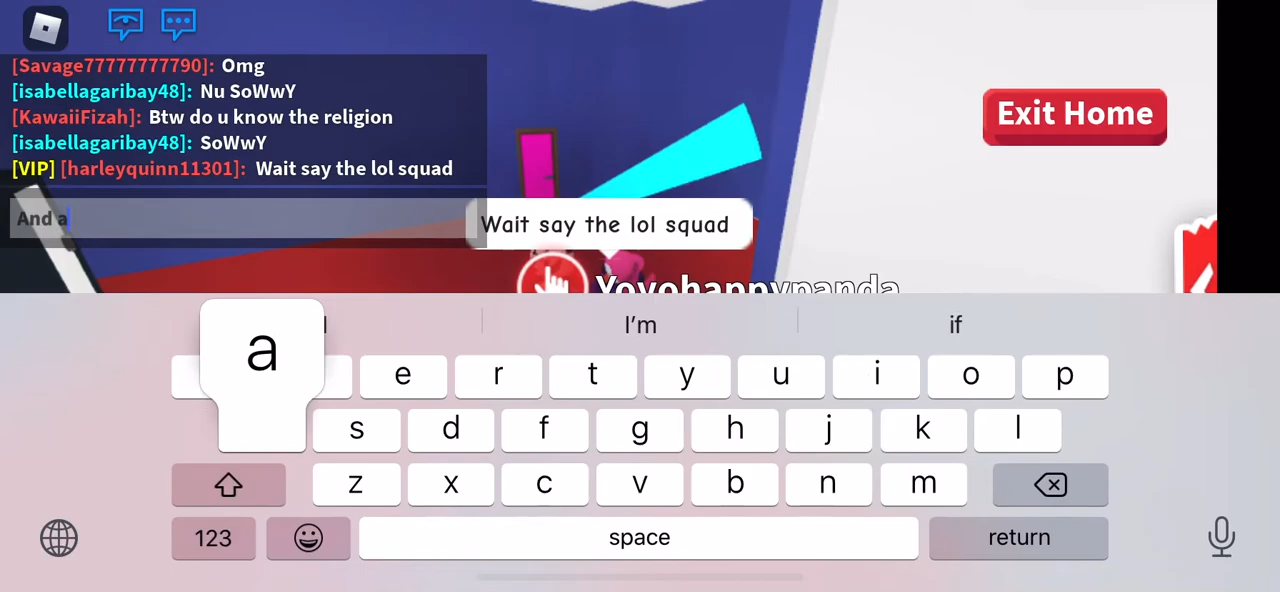 [Savage77777777790]: Omg
[isabellagaribay48]: Nu SoWwY
[KawaiiFizah]: Btw do u know the religion
[isabellagaribay48]: SoWwY
[VIP] [harleyquinn11301]: Wait say the lol squad
And a
Exit Home
Wait say the lol squad
Yoyohappypanda
I'm if
a
e r t y u i o p
s d f g h j k l
z x c v b n m
123 space return